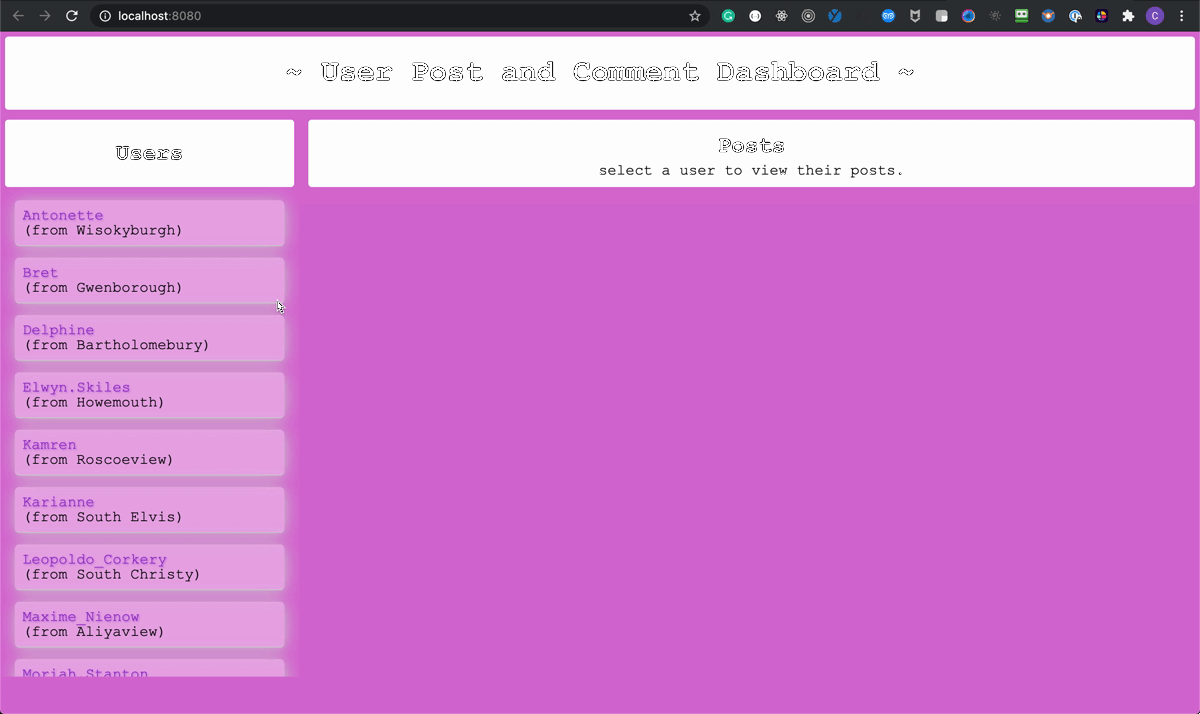 localhost:8080
C
~ User Post and Comment Dashboard ~
Users
Posts
select a user to view their posts.
Antonette
(from Wisokyburgh)
Bret
(from Gwenborough)
Delphine
(from Bartholomebury)
Elwyn.Skiles
(from Howemouth)
Kamren
(from Roscoeview)
Karianne
(from South Elvis)
Leopoldo_Corkery
(from South Christy)
Maxime_Nienow
(from Aliyaview)
Moriah_Stanton